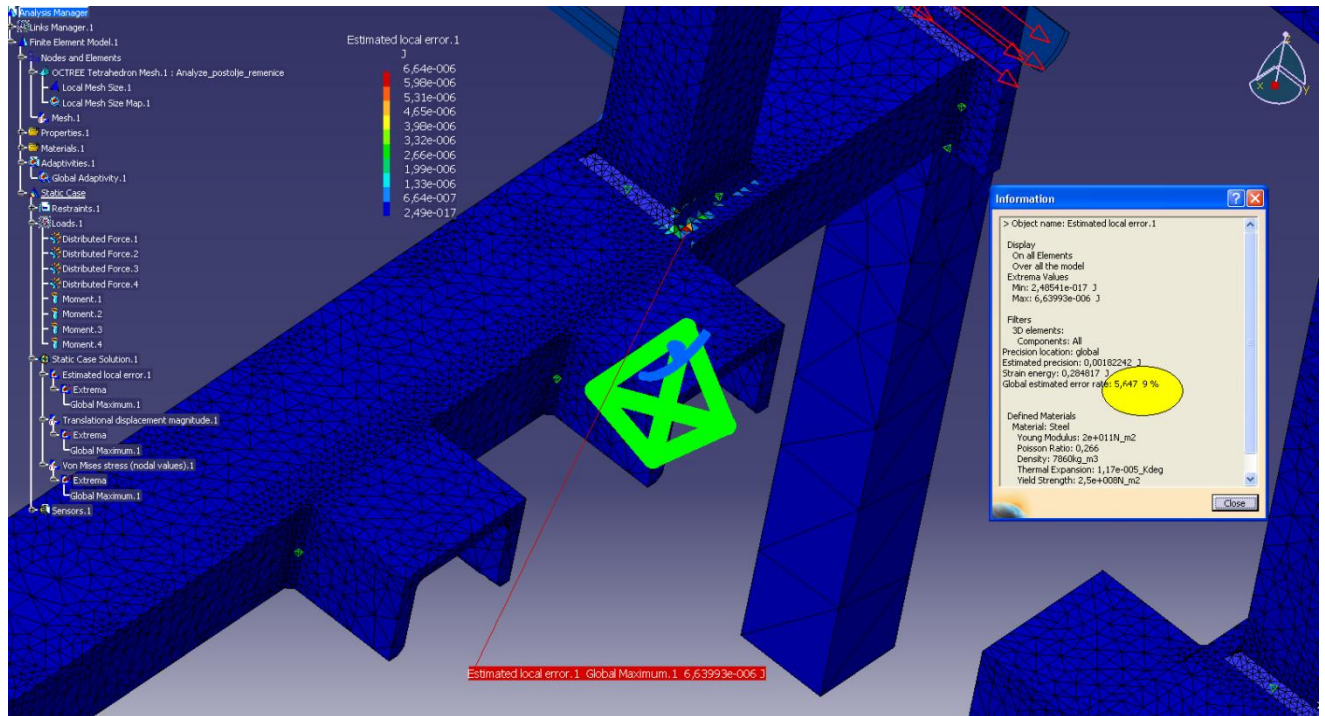 Analysis Manager
Links Manager.1
Finite Element Model.1
Nodes and Elements
OCTREE Tetrahedron Mesh.1 : Analyze_postolje_remenice
Local Mesh Size.1
Local Mesh Size Map.1
Mesh.1
Properties.1
Materials.1
Adaptivities.1
Global Adaptivity.1
Static Case
Restraints.1
Loads.1
Distributed Force.1
Distributed Force.2
Distributed Force.3
Distributed Force.4
Moment.1
Moment.2
Moment.3
Moment.4
Static Case Solution.1
Estimated local error.1
Extrema
Global Maximum.1
Translational displacement magnitude.1
Extrema
Global Maximum.1
Von Mises stress (nodal values).1
Extrema
Global Maximum.1
Sensors.1
Estimated local error.1
J
6,64e-006
5,98e-006
5,31e-006
4,65e-006
3,98e-006
3,32e-006
2,66e-006
1,99e-006
1,33e-006
6,64e-007
2,49e-017
z
x
y
Information
> Object name: Estimated local error.1
Display
On all Elements
Over all the model
Extrema Values
Min: 2,48541e-017 J
Max: 6,63993e-006 J
Filters
3D elements:
Components: All
Precision location: global
Estimated precision: 0,00182242 J
Strain energy: 0,284817 J
Global estimated error rate: 5,647 9 %
Defined Materials
Material: Steel
Young Modulus: 2e+011N_m2
Poisson Ratio: 0,266
Density: 7860kg_m3
Thermal Expansion: 1,17e-005_Kdeg
Yield Strength: 2,5e+008N_m2
Close
Estimated local error.1 Global Maximum.1 6,63993e-006 J